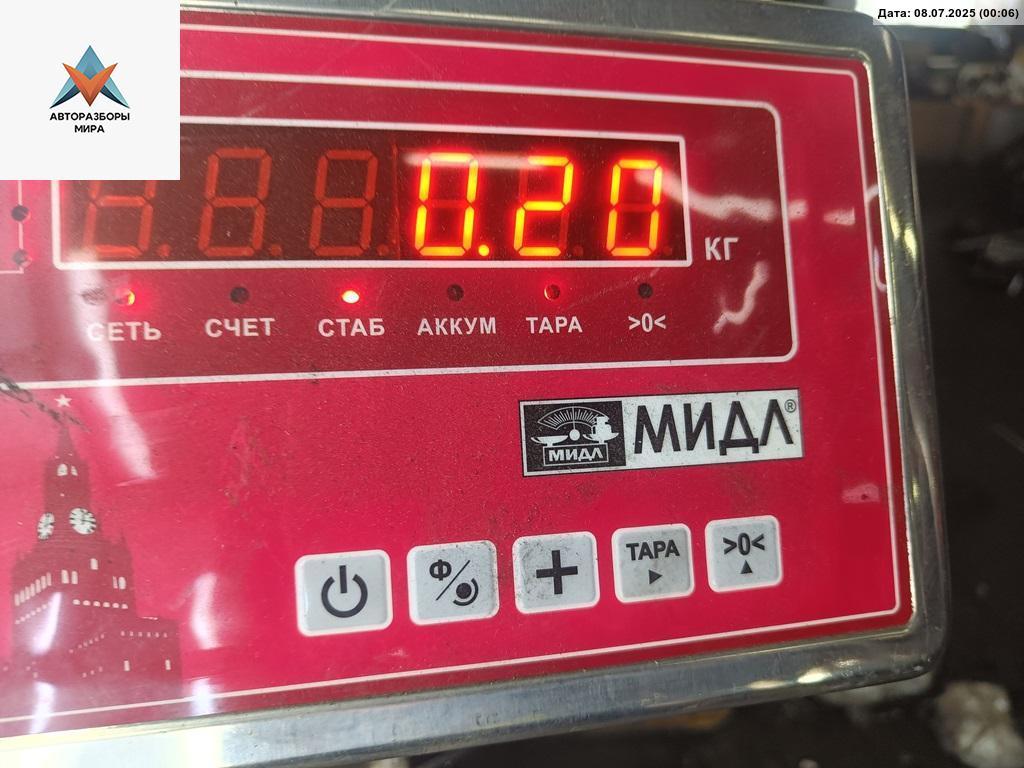 Дата: 08.07.2025 (00:06)
АВТОРАЗБОРЫ
МИРА
0.20
КГ
СЕТЬ СЧЕТ СТАБ АККУМ ТАРА >0<
МИДЛ МИДЛ®
Ф ТАРА >0<